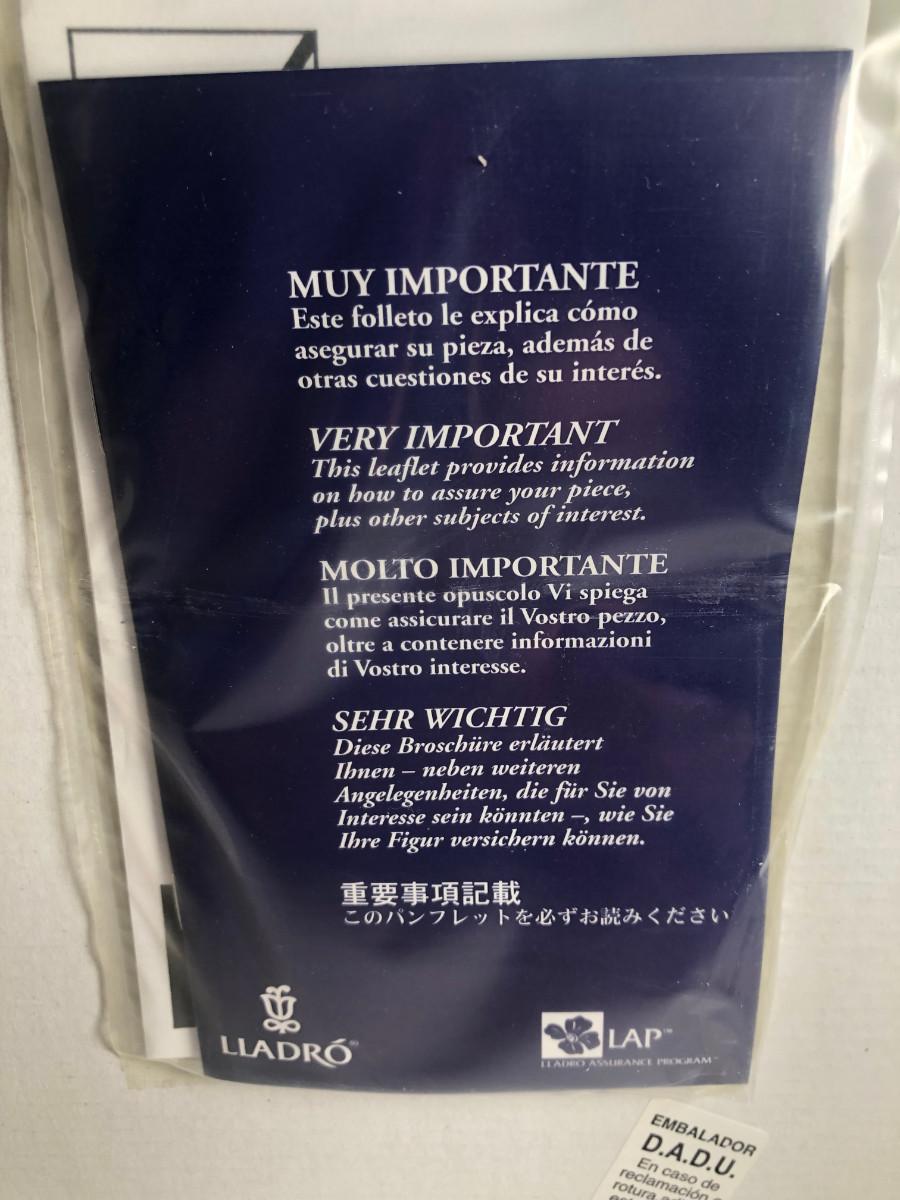 MUY IMPORTANTE
Este folleto le explica cómo
asegurar su pieza, además de
otras cuestiones de su interés.
VERY IMPORTANT
This leaflet provides information
on how to assure your piece,
plus other subjects of interest.
MOLTO IMPORTANTE
Il presente opuscolo Vi spiega
come assicurare il Vostro pezzo,
oltre a contenere informazioni
di Vostro interesse.
SEHR WICHTIG
Diese Broschüre erläutert
Ihnen – neben weiteren
Angelegenheiten, die für Sie von
Interesse sein könnten –, wie Sie
Ihre Figur versichern können.
重要事項記載
このパンフレットを必ずお読みください
LLADRÓ
LAP™
LLADRO ASSURANCE PROGRAM™
EMBALADOR
D.A.D.U.
En caso de
reclamación
rotura